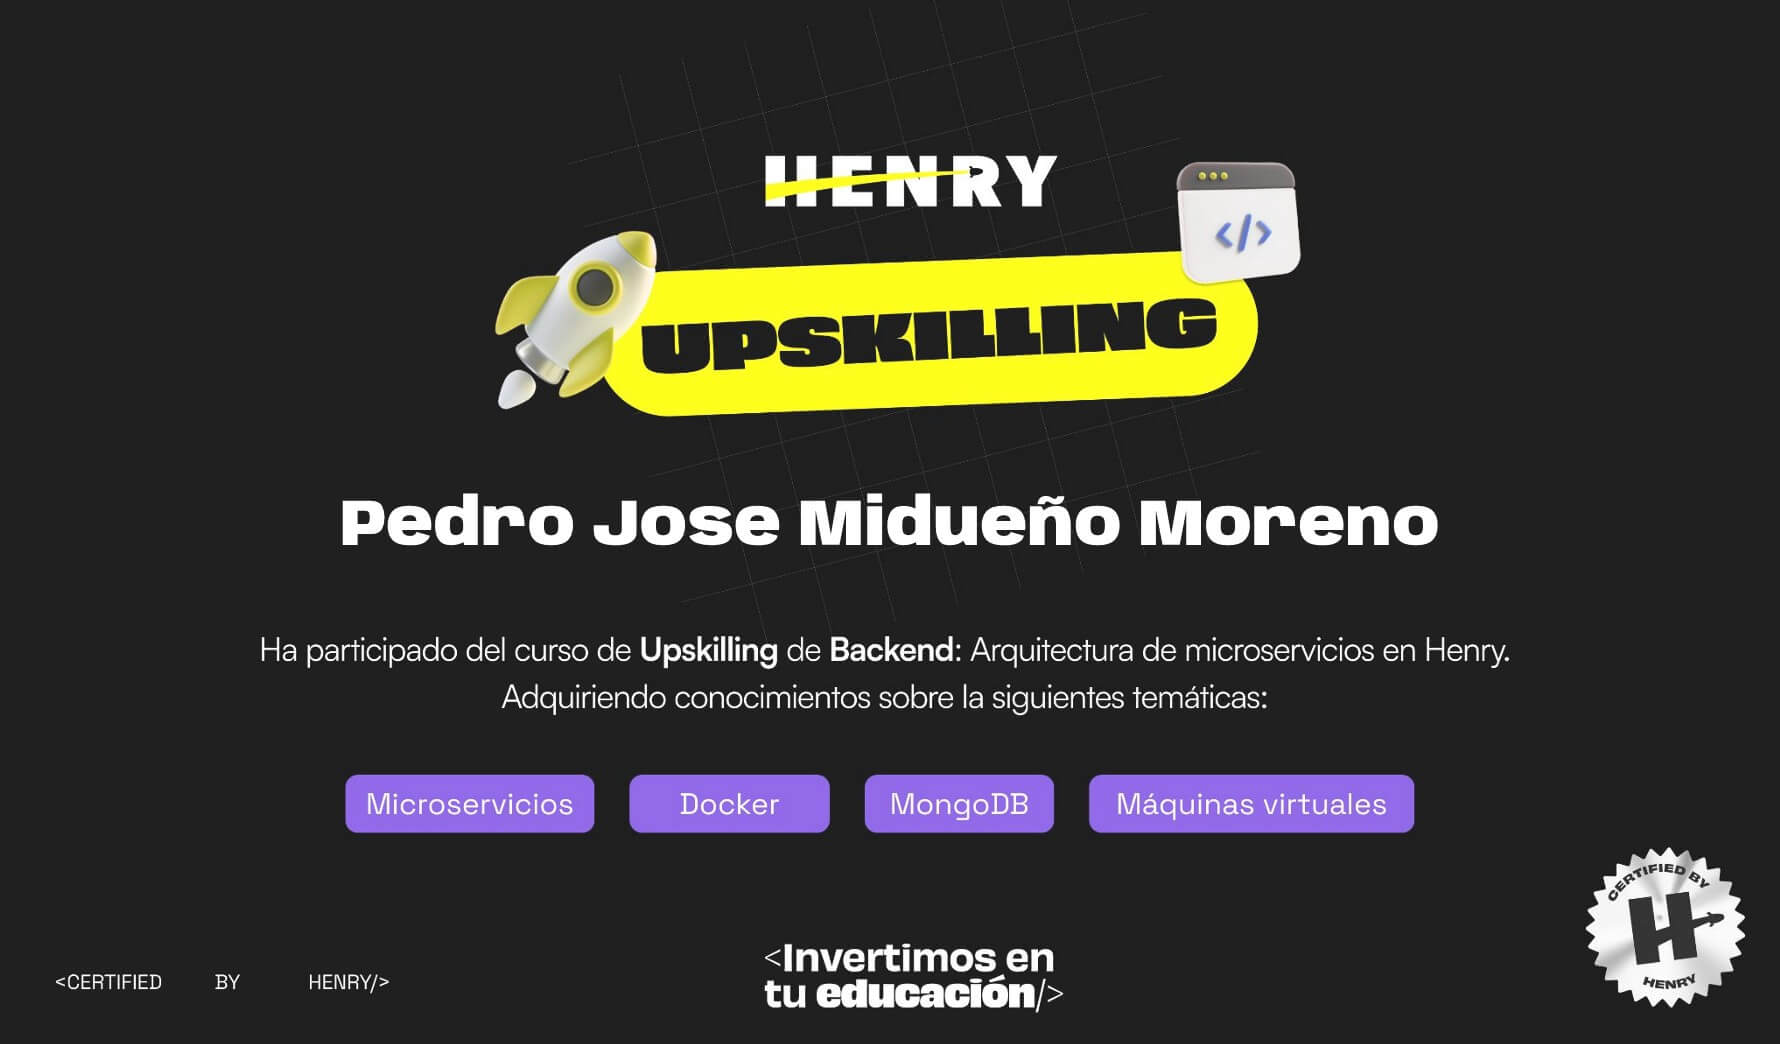 HENRY
</>
UPSKILLING
Pedro Jose Midueño Moreno
Ha participado del curso de Upskilling de Backend: Arquitectura de microservicios en Henry.
Adquiriendo conocimientos sobre la siguientes temáticas:
Microservicios Docker MongoDB Máquinas virtuales
CERTIFIED BY
H
HENRY
<Invertimos en
tu educación/>
<CERTIFIED BY HENRY/>